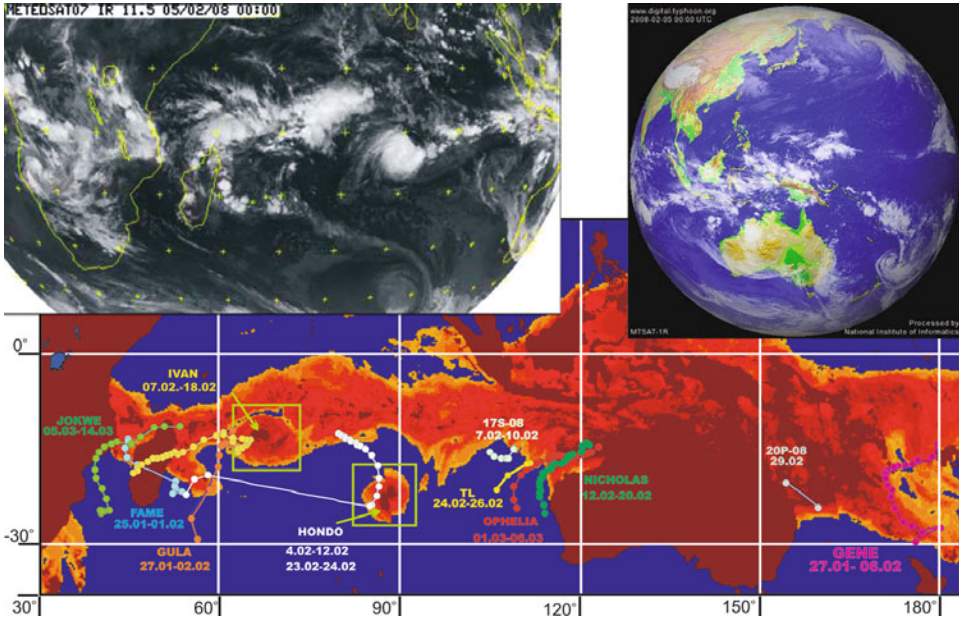 METEOSAT07 IR 11.5 05/02/08 00:00
www.digital-typhoon.org
2008-02-05 00:00 UTC
MTSAT-1R
Processed by
National Institute of Informatics
0°
-30°
IVAN
07.02.-18.02
JOKWE
05.03-14.03
FAME
25.01-01.02
GULA
27.01-02.02
HONDO
4.02-12.02
23.02-24.02
17S-08
7.02-10.02
TL
24.02-26.02
OPHELIA
01.03-06.03
NICHOLAS
12.02-20.02
20P-08
29.02
GENE
27.01- 06.02
30° 60° 90° 120° 150° 180°